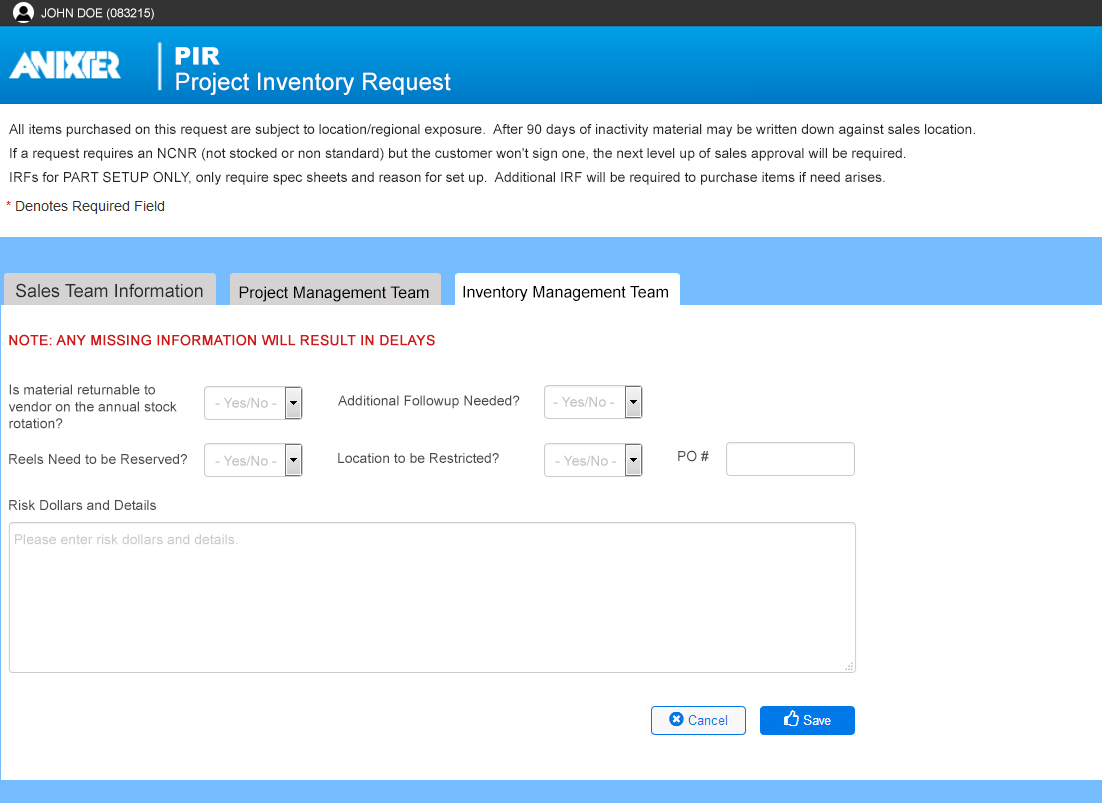 JOHN DOE (083215)
ANIXTER
PIR
Project Inventory Request
All items purchased on this request are subject to location/regional exposure.  After 90 days of inactivity material may be written down against sales location.
If a request requires an NCNR (not stocked or non standard) but the customer won't sign one, the next level up of sales approval will be required.
IRFs for PART SETUP ONLY, only require spec sheets and reason for set up.  Additional IRF will be required to purchase items if need arises.
* Denotes Required Field
Sales Team Information
Project Management Team
Inventory Management Team
NOTE: ANY MISSING INFORMATION WILL RESULT IN DELAYS
Is material returnable to
vendor on the annual stock
rotation?
- Yes/No -
Additional Followup Needed?
- Yes/No -
Reels Need to be Reserved?
- Yes/No -
Location to be Restricted?
- Yes/No -
PO #
Risk Dollars and Details
Please enter risk dollars and details.
Cancel
Save